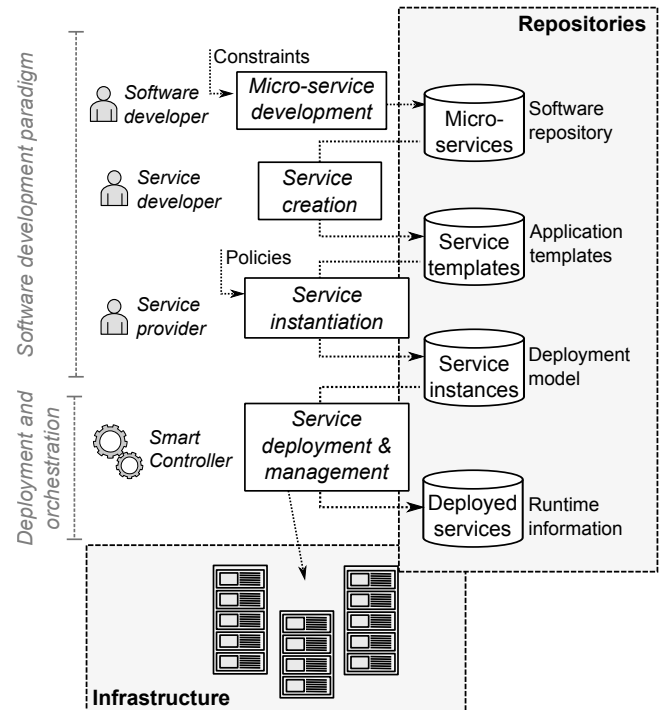 Repositories
Software development paradigm
Constraints
Software
developer
Micro-service
development
Micro-
services
Software
repository
Service
developer
Service
creation
Service
templates
Application
templates
Policies
Service
provider
Service
instantiation
Service
instances
Deployment
model
Deployment and
orchestration
Smart
Controller
Service
deployment &
management
Deployed
services
Runtime
information
Infrastructure